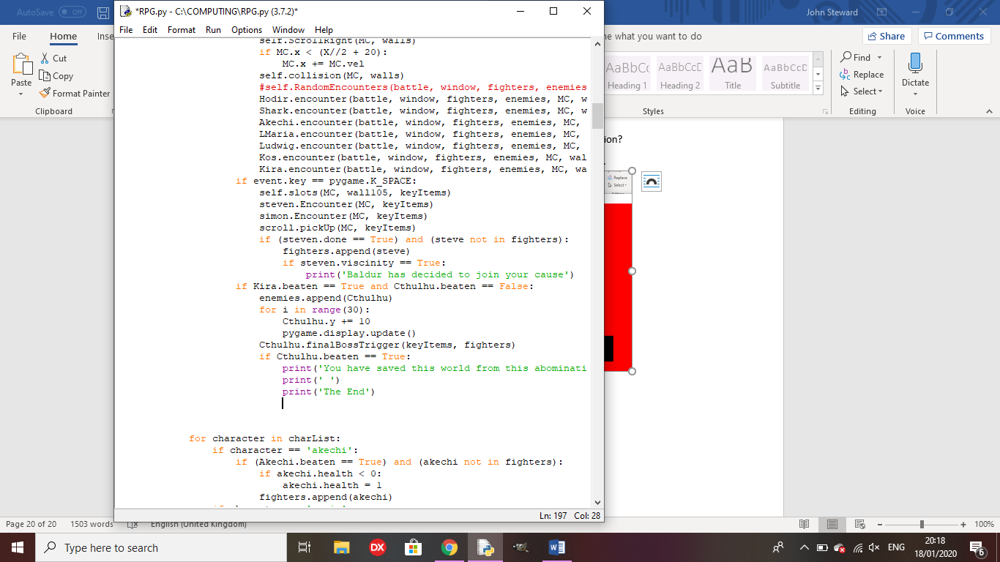 AutoSave Off
*RPG.py - C:\COMPUTING\RPG.py (3.7.2)*
John Steward
File Edit Format Run Options Window Help
File Home Inse
me what you want to do
Share Comments
Paste
Cut
Copy
Format Painter
Clipboard
AaBbCc AaBbCcD AaB AaBbCcD
Heading 1 Heading 2 Title Subtitle
Styles
Find
Replace
Select
Editing
Dictate
Voice
self.ScrollRight(MC, walls)
if MC.x < (X//2 + 20):
MC.x += MC.vel
self.collision(MC, walls)
#self.RandomEncounters(battle, window, fighters, enemies
Hodir.encounter(battle, window, fighters, enemies, MC, w
Shark.encounter(battle, window, fighters, enemies, MC, w
Akechi.encounter(battle, window, fighters, enemies, MC,
LMaria.encounter(battle, window, fighters, enemies, MC,
Ludwig.encounter(battle, window, fighters, enemies, MC,
Kos.encounter(battle, window, fighters, enemies, MC, wal
Kira.encounter(battle, window, fighters, enemies, MC, wa
if event.key == pygame.K_SPACE:
self.slots(MC, wall105, keyItems)
steven.Encounter(MC, keyItems)
simon.Encounter(MC, keyItems)
scroll.pickUp(MC, keyItems)
if (steven.done == True) and (steve not in fighters):
fighters.append(steve)
if steven.viscinity == True:
print('Baldur has decided to join your cause')
if Kira.beaten == True and Cthulhu.beaten == False:
enemies.append(Cthulhu)
for i in range(30):
Cthulhu.y += 10
pygame.display.update()
Cthulhu.finalBossTrigger(keyItems, fighters)
if Cthulhu.beaten == True:
print('You have saved this world from this abominati
print(' ')
print('The End')
for character in charList:
if character == 'akechi':
if (Akechi.beaten == True) and (akechi not in fighters):
if akechi.health < 0:
akechi.health = 1
fighters.append(akechi)
Ln: 197 Col: 28
ion?
Replace
Select
Page 20 of 20 1503 words English (United Kingdom)
100%
Type here to search
DX
ENG
20:18
18/01/2020
6